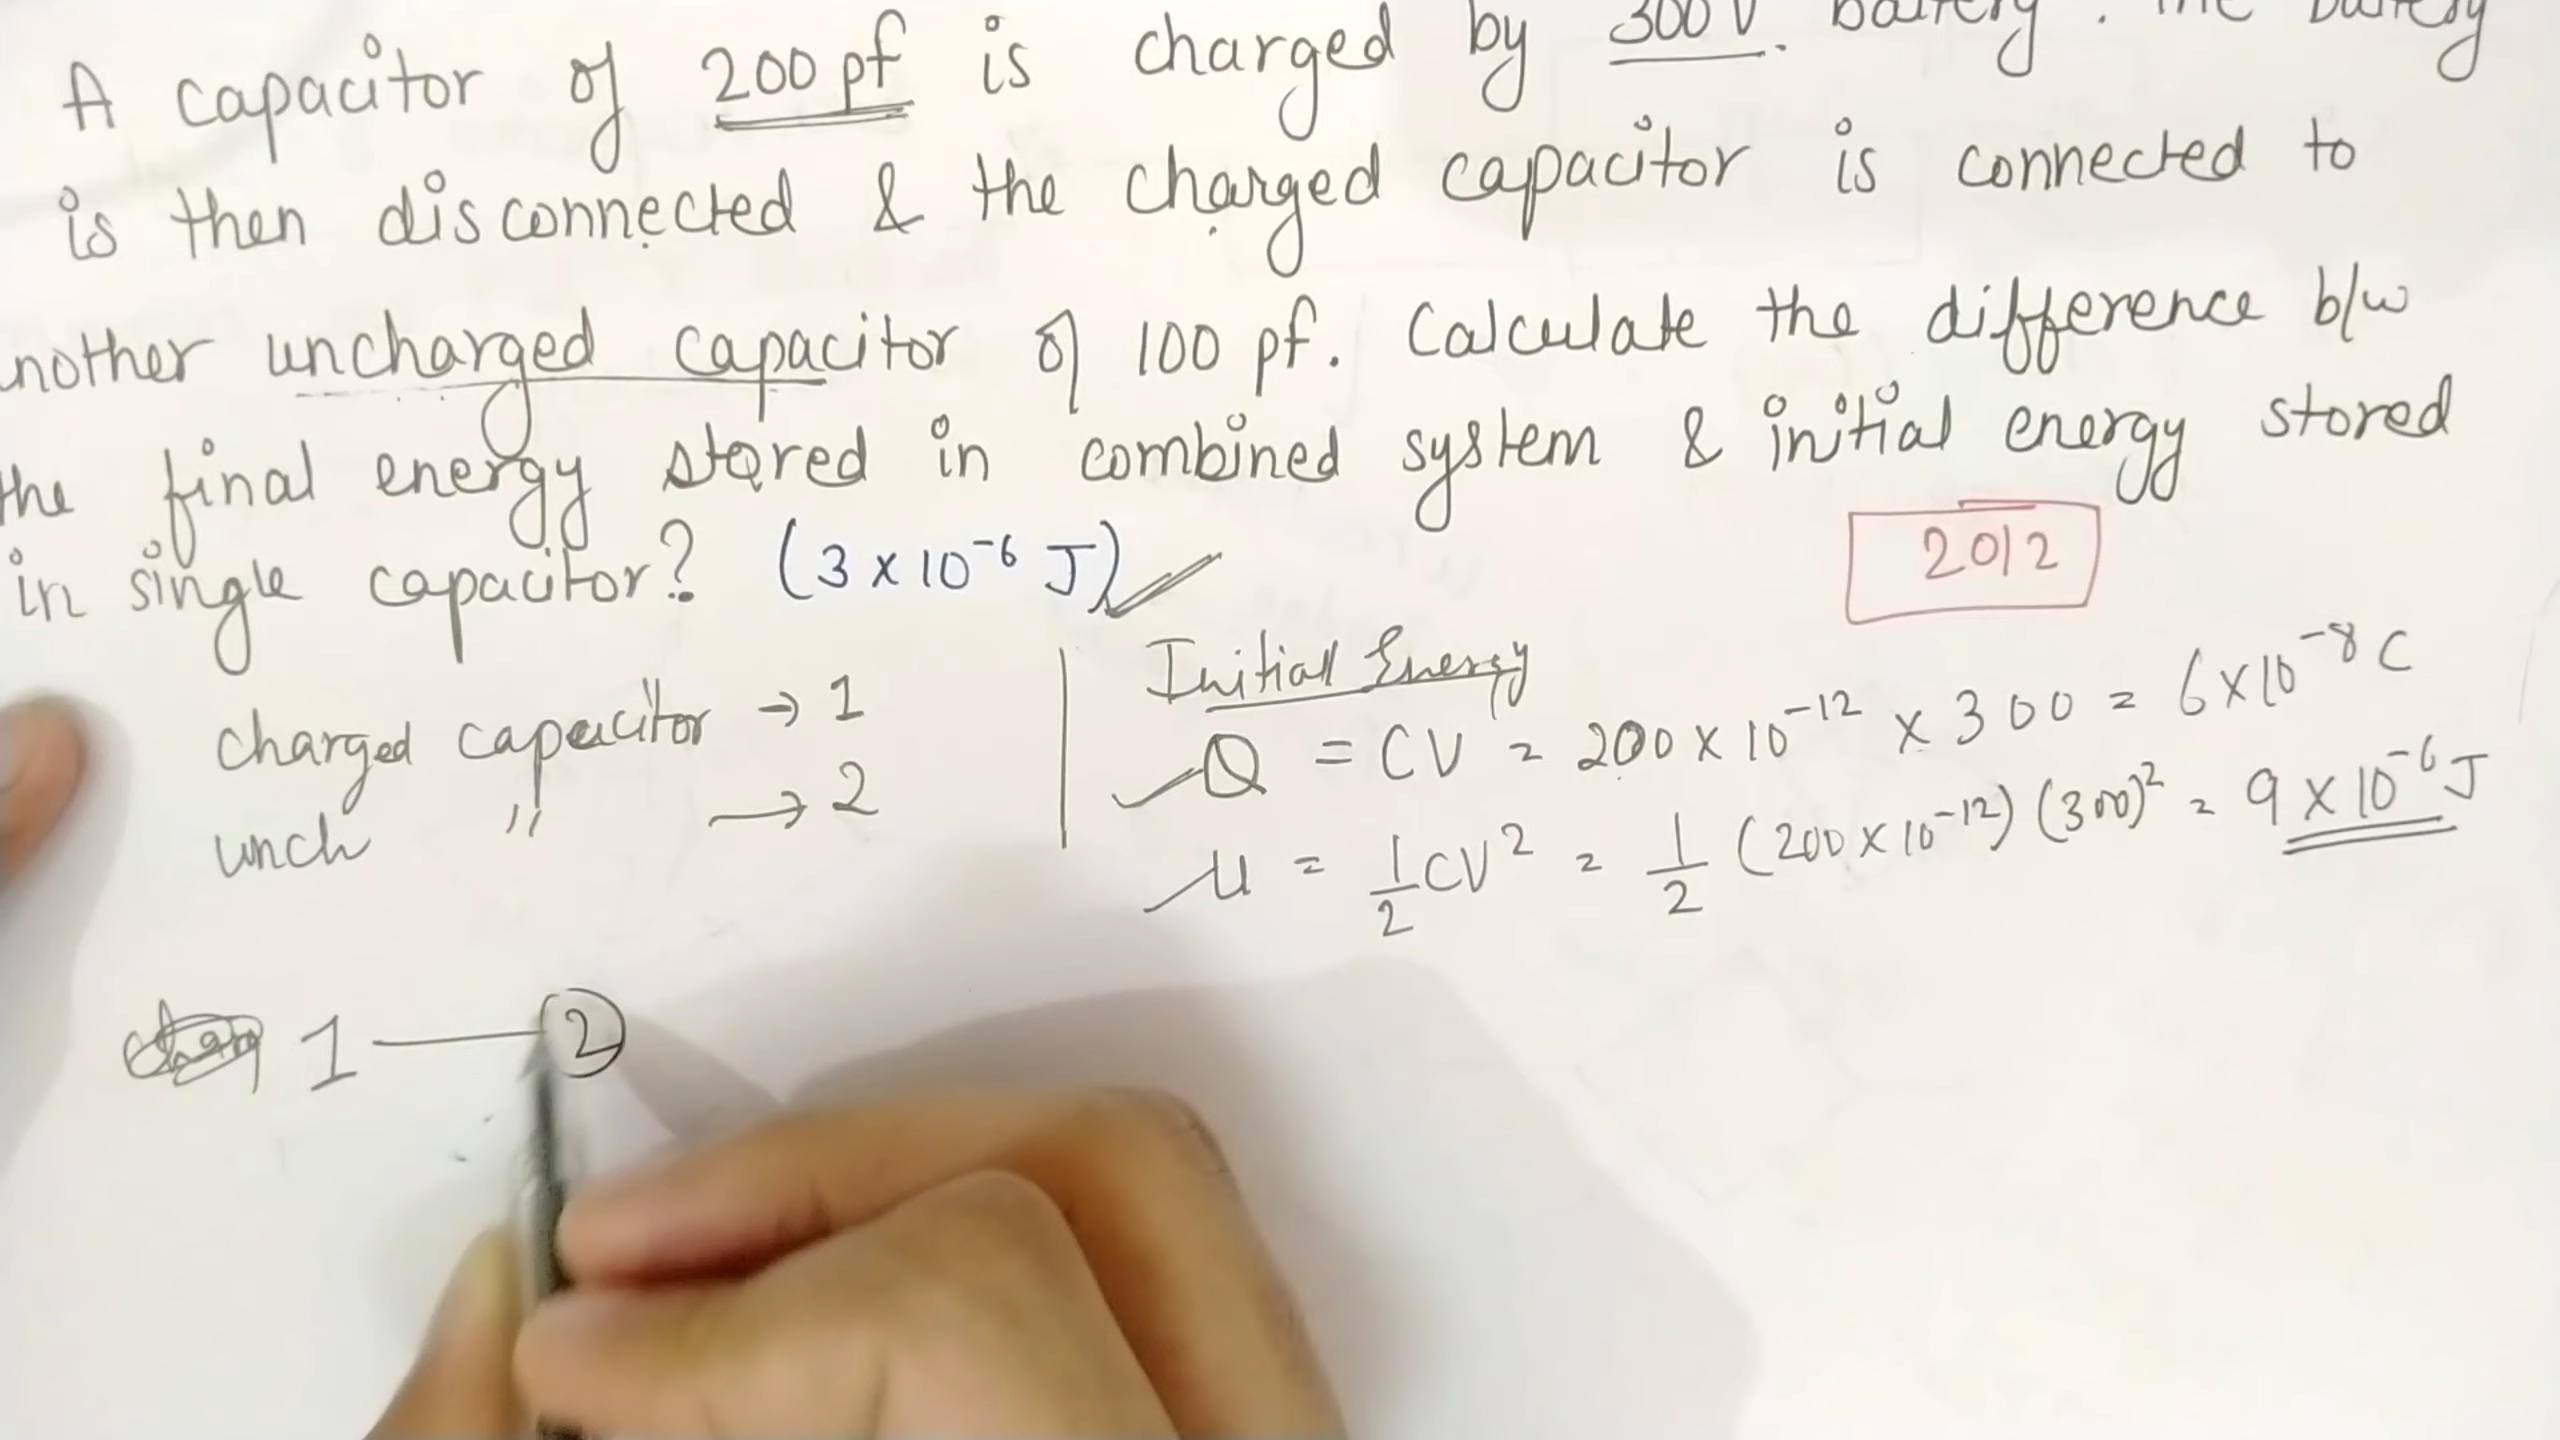 A capacitor of 200 pf is charged by 300 V. battery. The battery
is then disconnected & the charged capacitor is connected to
nother uncharged capacitor of 100 pf. Calculate the difference b/w
the final energy stored in combined system & initial energy stored
in single capacitor? (3 x 10⁻⁶ J)
2012
charged capacitor → 1
unch " → 2
Initial Energy
Q = CV = 200 x 10⁻¹² x 300 = 6 x 10⁻⁸ C
u = 1/2 CV² = 1/2 (200 x 10⁻¹²) (300)² = 9 x 10⁻⁶ J
1 — 2